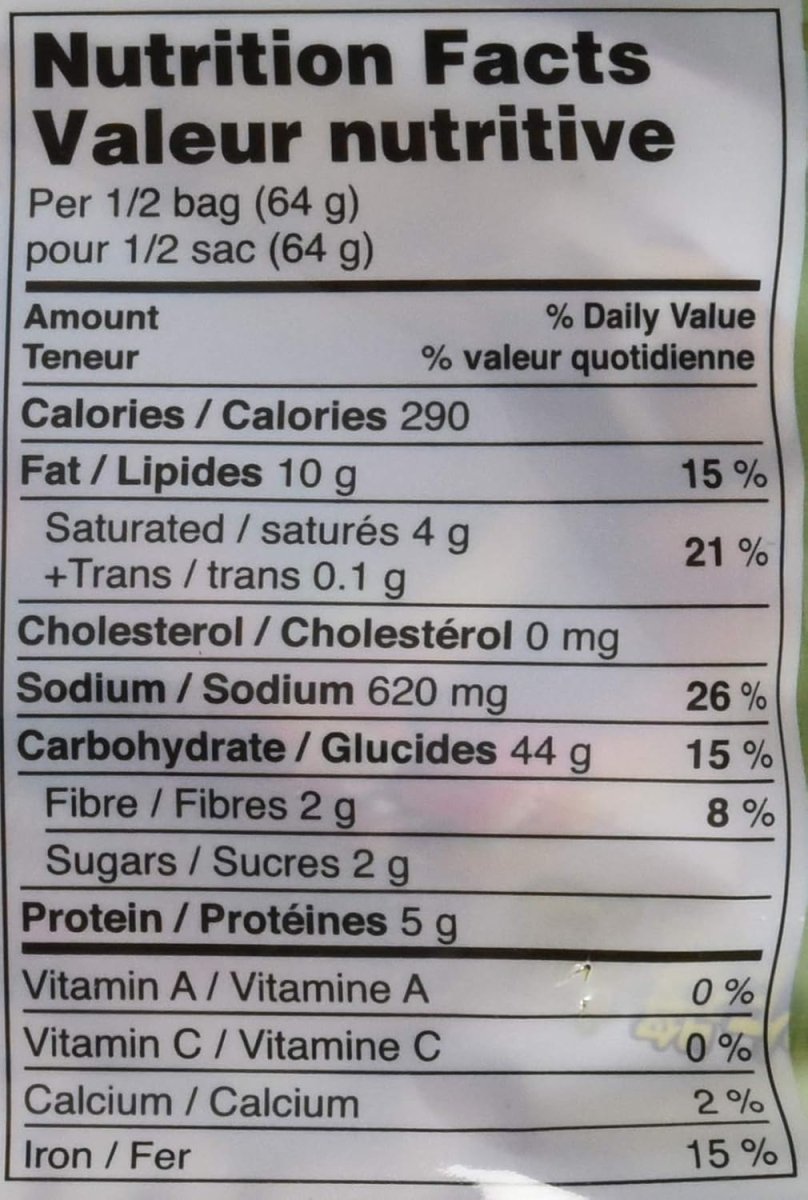 Nutrition Facts
Valeur nutritive
Per 1/2 bag (64 g)
pour 1/2 sac (64 g)
Amount % Daily Value
Teneur % valeur quotidienne
Calories / Calories 290
Fat / Lipides 10 g 15 %
Saturated / saturés 4 g
+Trans / trans 0.1 g 21 %
Cholesterol / Cholestérol 0 mg
Sodium / Sodium 620 mg 26 %
Carbohydrate / Glucides 44 g 15 %
Fibre / Fibres 2 g 8 %
Sugars / Sucres 2 g
Protein / Protéines 5 g
Vitamin A / Vitamine A 0 %
Vitamin C / Vitamine C 0 %
Calcium / Calcium 2 %
Iron / Fer 15 %